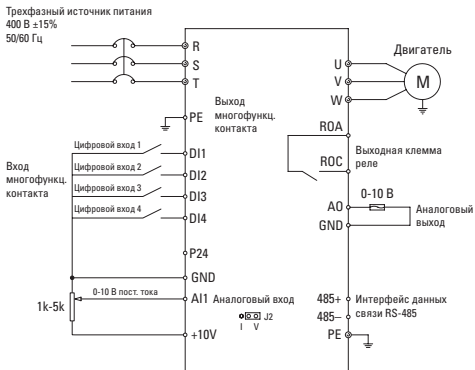 Трехфазный источник питания
400 В ±15%
50/60 Гц
R
S
T
PE
Выход
многофункц.
контакта
Двигатель
U
V
W
M
ROA
ROC
Выходная клемма
реле
Вход
многофункц.
контакта
Цифровой вход 1
DI1
Цифровой вход 2
DI2
Цифровой вход 3
DI3
Цифровой вход 4
DI4
AO
0-10 В
GND
Аналоговый
выход
P24
GND
1k-5k
0-10 В пост. тока
AI1
Аналоговый вход
J2
I V
+10V
485+
485–
Интерфейс данных
связи RS-485
PE